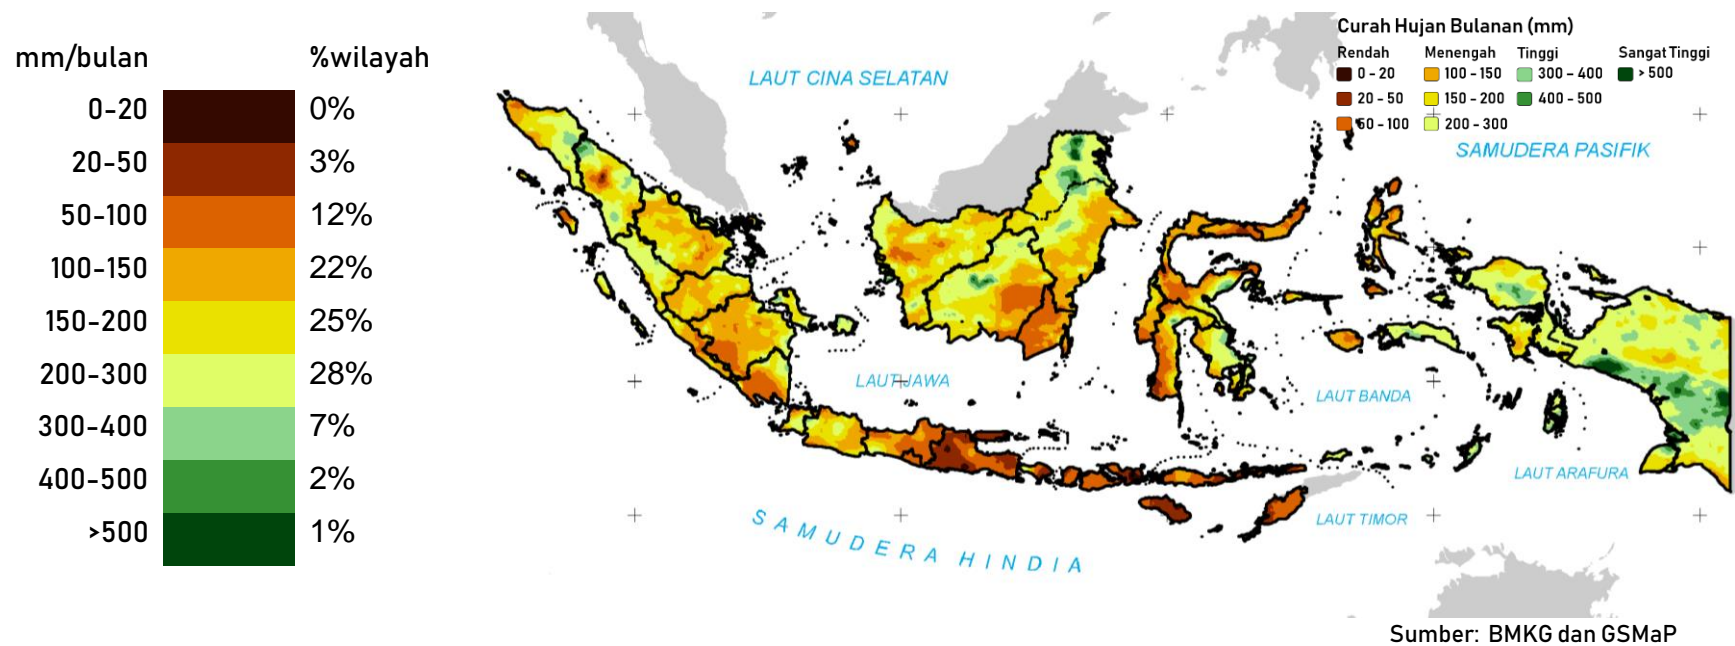 mm/bulan %wilayah
0-20 0%
20-50 3%
50-100 12%
100-150 22%
150-200 25%
200-300 28%
300-400 7%
400-500 2%
>500 1%
Curah Hujan Bulanan (mm)
Rendah Menengah Tinggi Sangat Tinggi
0 - 20 100 - 150 300 - 400 > 500
20 - 50 150 - 200 400 - 500
50 - 100 200 - 300
LAUT CINA SELATAN
SAMUDERA PASIFIK
LAUT JAWA
LAUT BANDA
LAUT ARAFURA
LAUT TIMOR
SAMUDERA HINDIA
Sumber: BMKG dan GSMaP